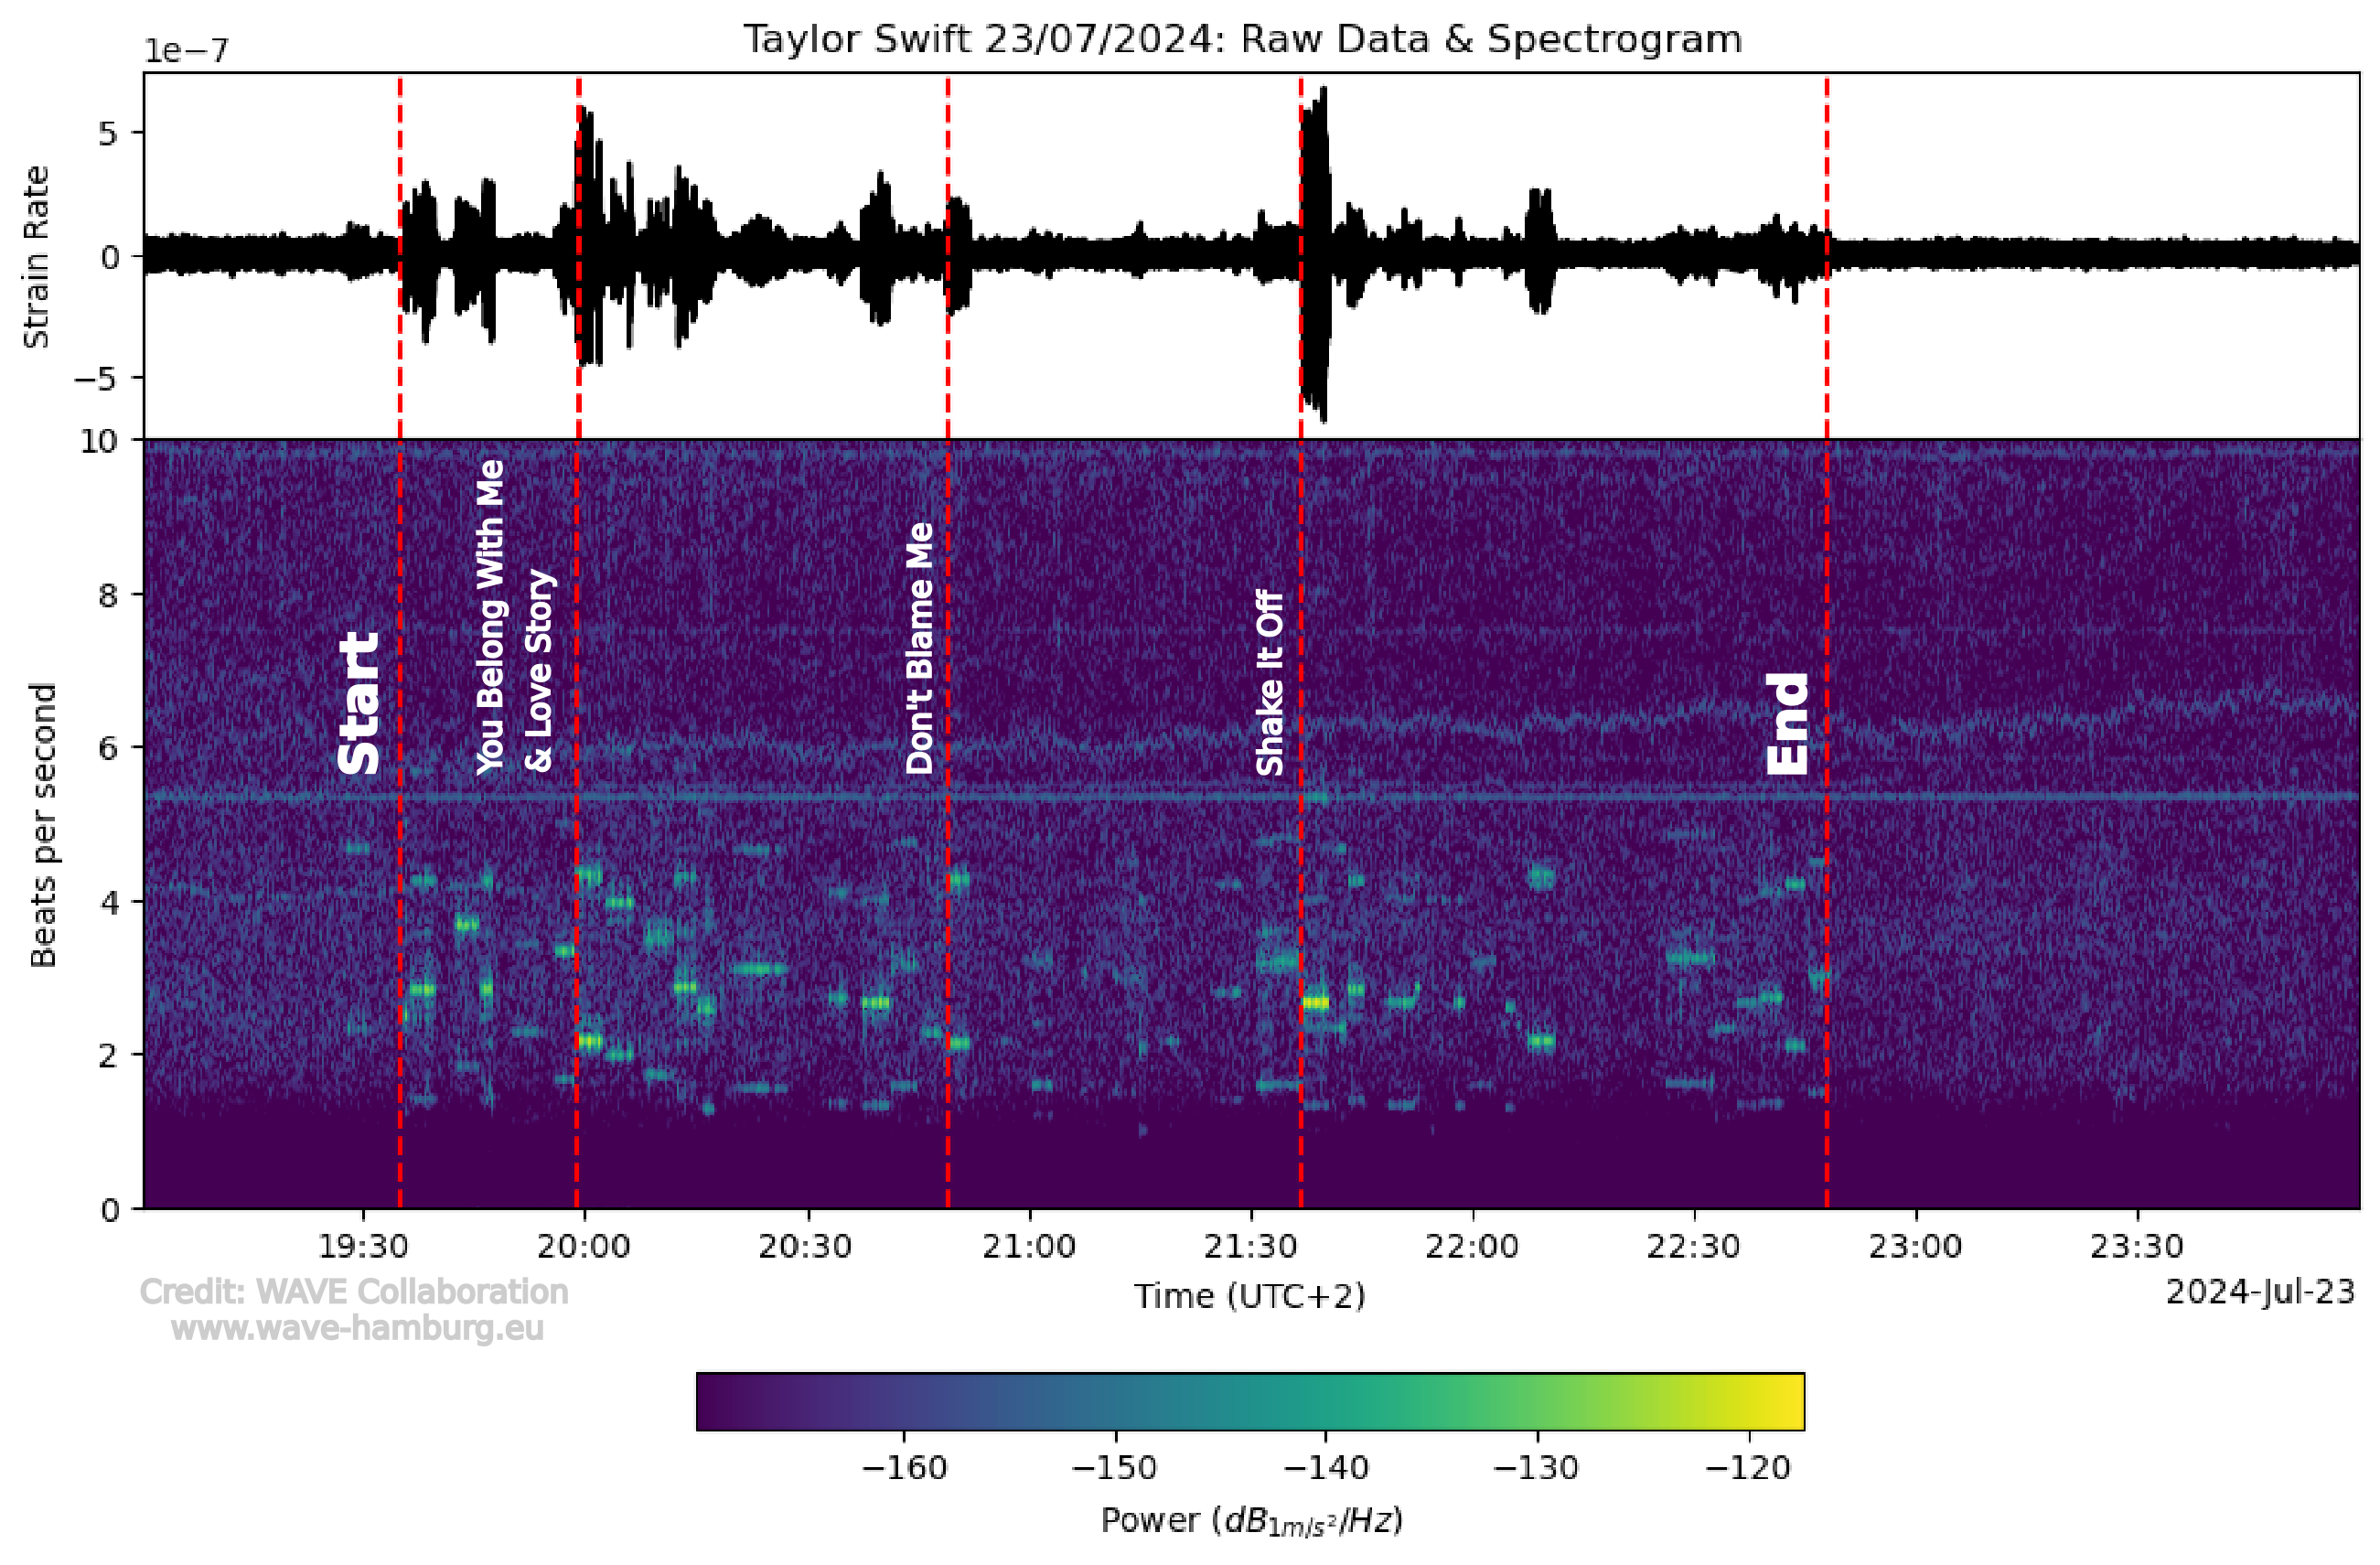 Taylor Swift 23/07/2024: Raw Data & Spectrogram
1e−7
5
0
−5
Strain Rate
10
8
6
4
2
0
Beats per second
Start
You Belong With Me
& Love Story
Don't Blame Me
Shake It Off
End
19:30 20:00 20:30 21:00 21:30 22:00 22:30 23:00 23:30
Time (UTC+2)
2024-Jul-23
Credit: WAVE Collaboration
www.wave-hamburg.eu
−160 −150 −140 −130 −120
Power (dB1m/s²/Hz)